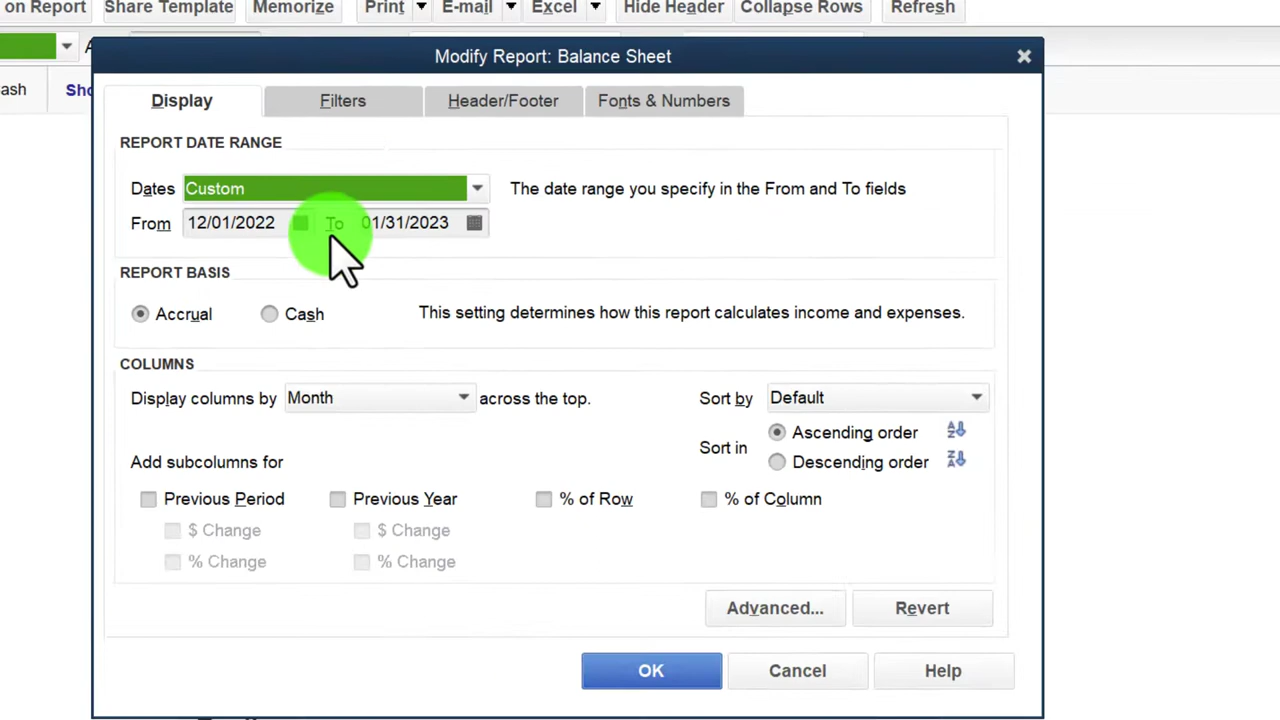 on Report Share Template Memorize Print E-mail Excel Hide Header Collapse Rows Refresh
Modify Report: Balance Sheet
Display Filters Header/Footer Fonts & Numbers
REPORT DATE RANGE
Dates Custom The date range you specify in the From and To fields
From 12/01/2022 To 01/31/2023
REPORT BASIS
Accrual Cash This setting determines how this report calculates income and expenses.
COLUMNS
Display columns by Month across the top. Sort by Default
Ascending order
Sort in
Descending order
Add subcolumns for
Previous Period Previous Year % of Row % of Column
$ Change $ Change
% Change % Change
Advanced... Revert
OK Cancel Help